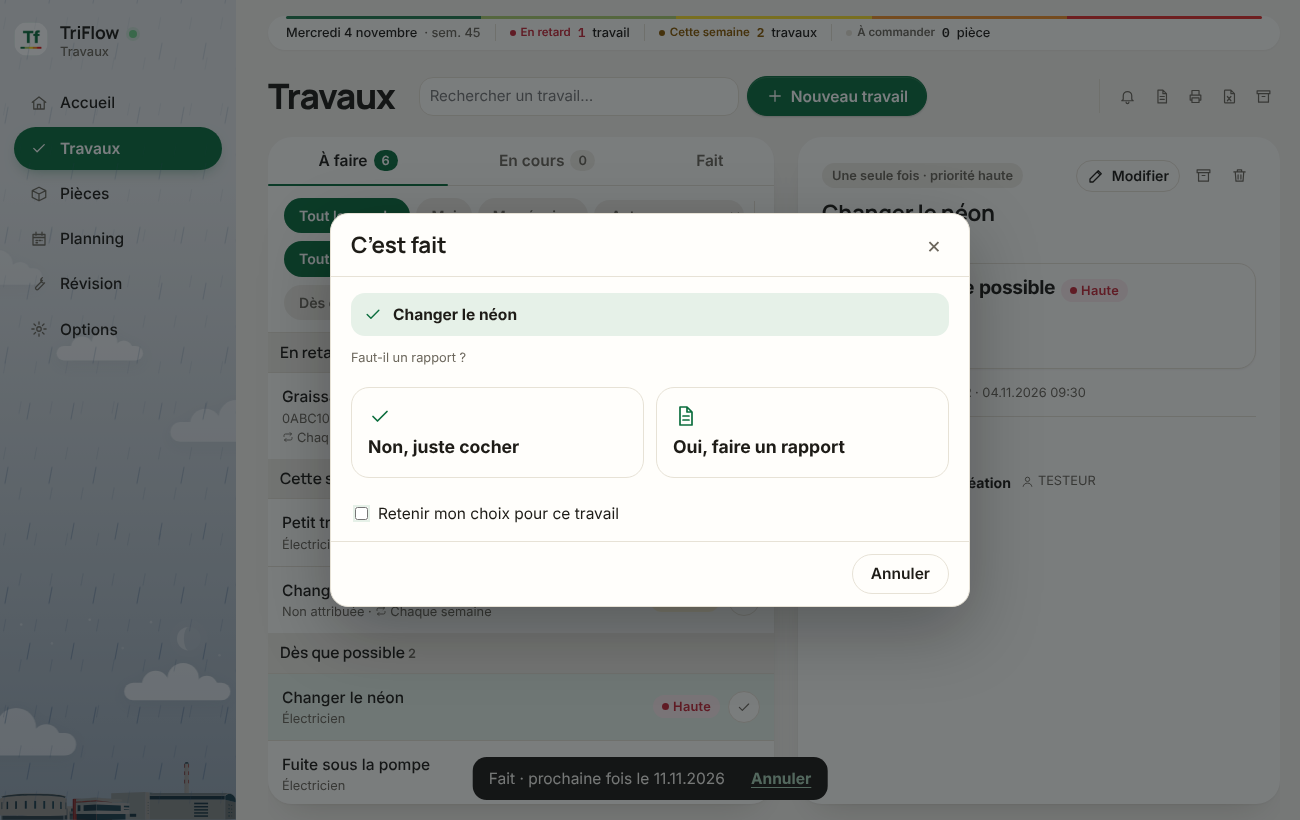 Tf
TriFlow
Travaux
Accueil
Travaux
Pièces
Planning
Révision
Options
Mercredi 4 novembre · sem. 45
En retard 1 travail
Cette semaine 2 travaux
À commander 0 pièce
Travaux
Rechercher un travail...
+ Nouveau travail
À faire 6
En cours 0
Fait
Tout
Tout
Dès
En reta
Graiss
0ABC10
Chaq
Cette s
Petit tr
Électrici
Chang
Non attribuée · Chaque semaine
Dès que possible 2
Changer le néon
Électricien
Haute
Fuite sous la pompe
Électricien
Une seule fois · priorité haute
Modifier
Changer le néon
e possible
Haute
· 04.11.2026 09:30
éation
TESTEUR
C'est fait
Changer le néon
Faut-il un rapport ?
Non, juste cocher
Oui, faire un rapport
Retenir mon choix pour ce travail
Annuler
Fait · prochaine fois le 11.11.2026
Annuler